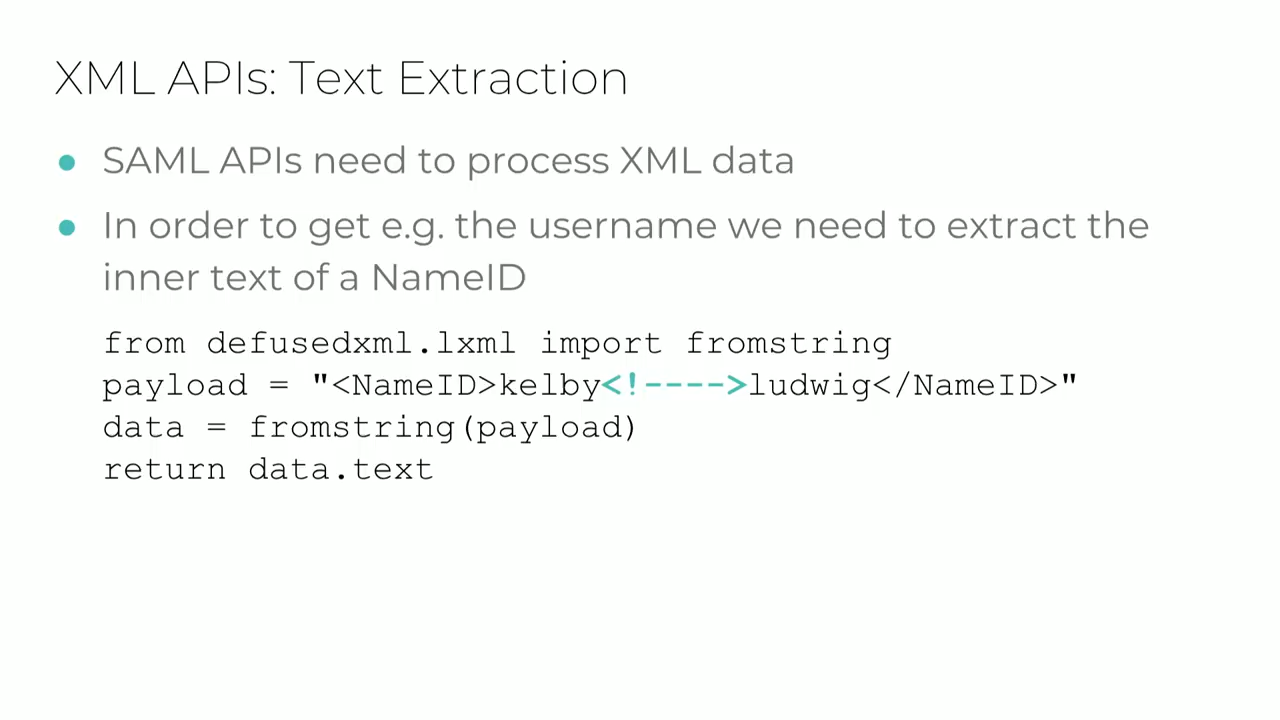 XML APIs: Text Extraction
● SAML APIs need to process XML data
● In order to get e.g. the username we need to extract the
inner text of a NameID
from defusedxml.lxml import fromstring
payload = "<NameID>kelby<!---->ludwig</NameID>"
data = fromstring(payload)
return data.text